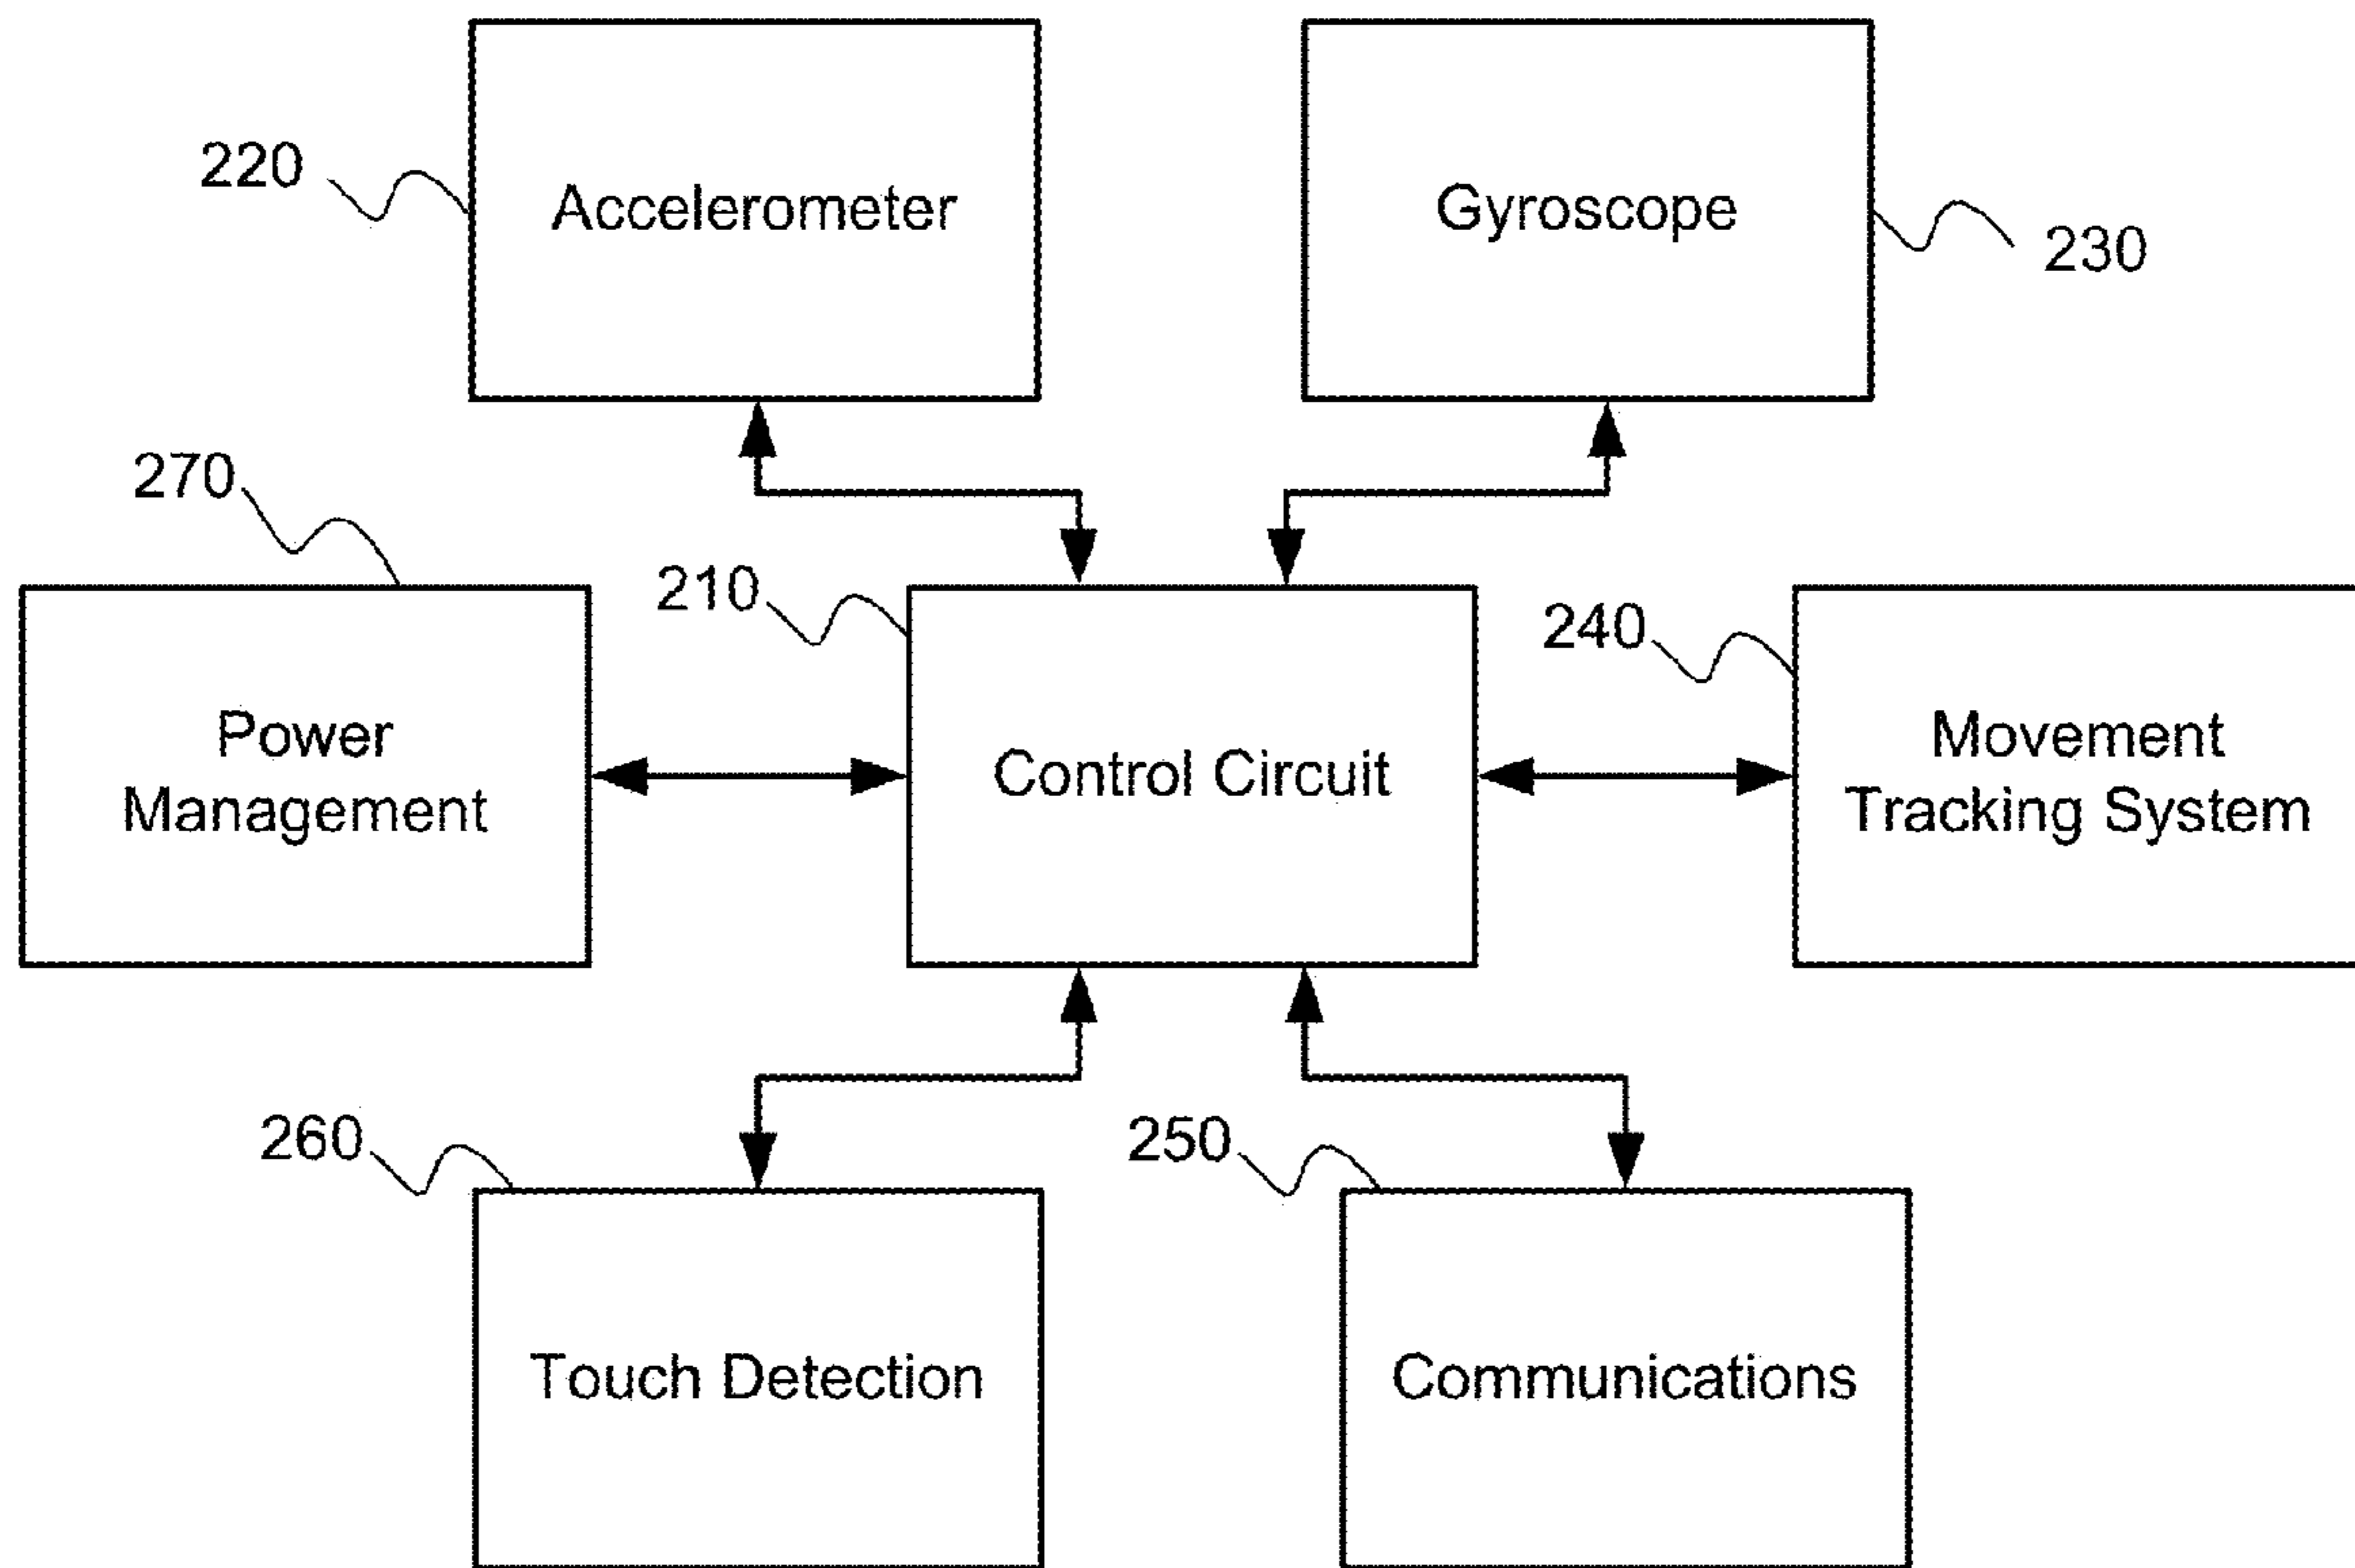 220
Accelerometer
Gyroscope
230
270
210
240
Power
Management
Control Circuit
Movement
Tracking System
260
250
Touch Detection
Communications